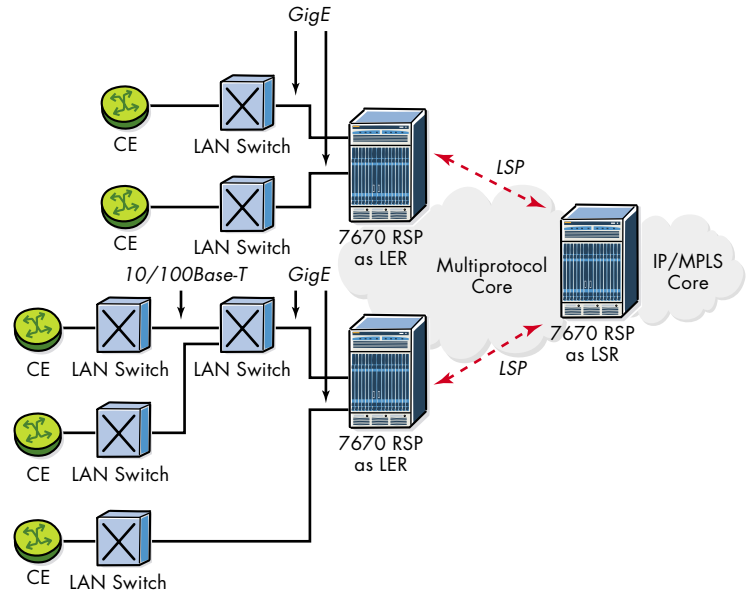 GigE
CE
LAN Switch
LSP
CE
LAN Switch
7670 RSP
as LER
Multiprotocol
Core
IP/MPLS
Core
10/100Base-T
GigE
7670 RSP
as LSR
CE
LAN Switch
LAN Switch
LSP
7670 RSP
as LER
CE
LAN Switch
CE
LAN Switch